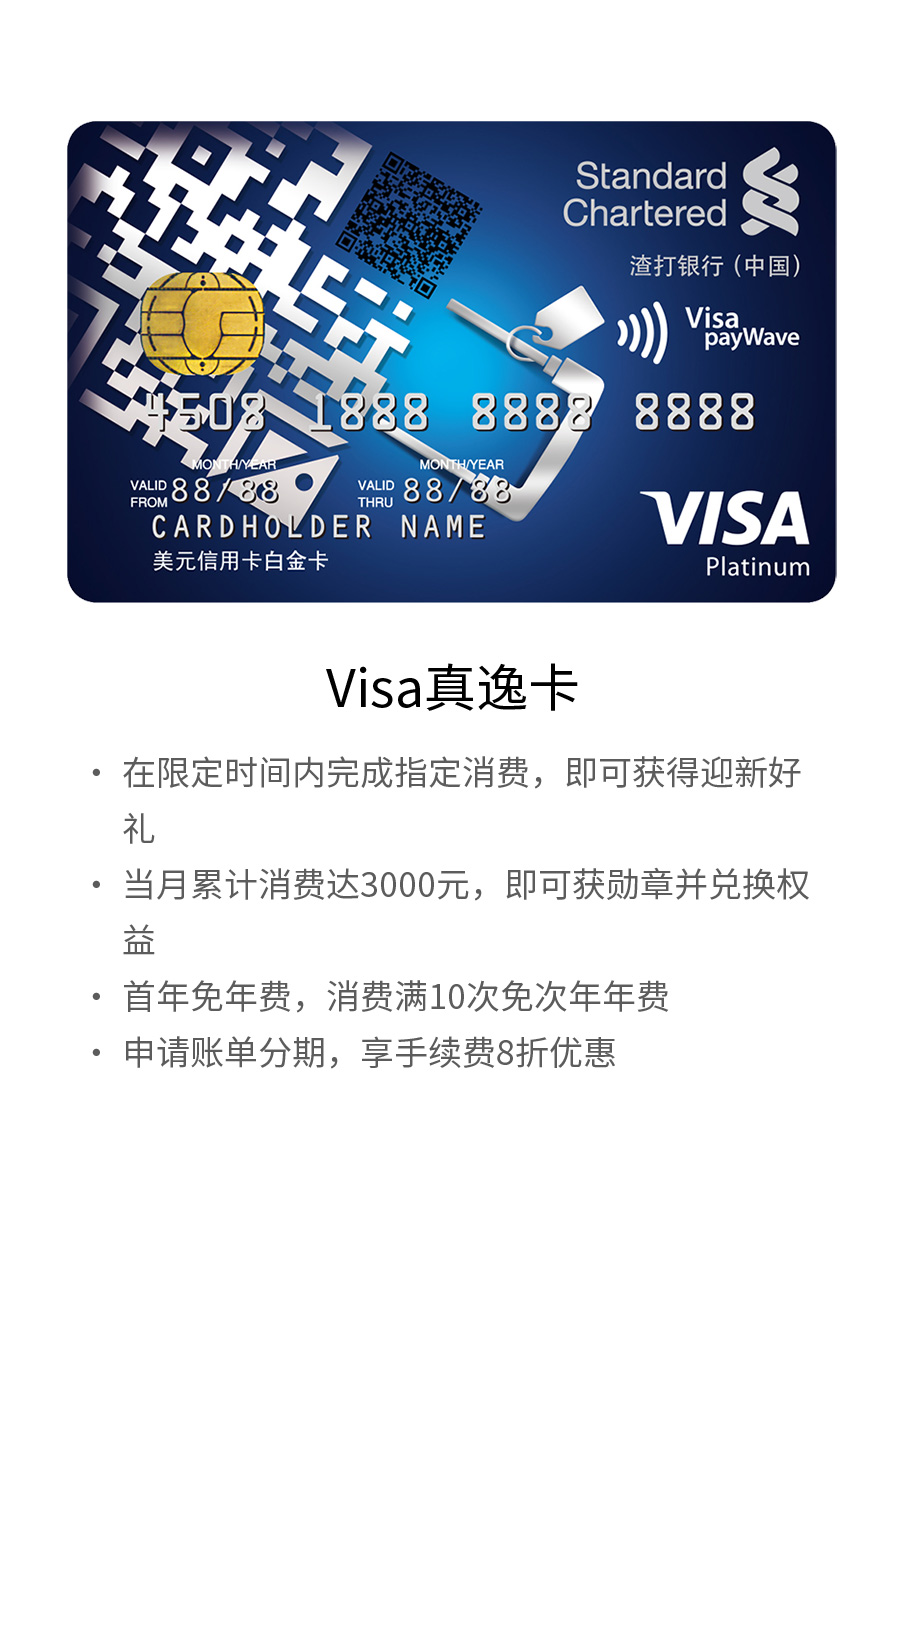 Standard
Chartered
渣打银行（中国）
Visa
payWave
4508 1888 8888 8888
MONTH/YEAR MONTH/YEAR
VALID FROM 88/88 VALID THRU 88/88
CARDHOLDER NAME
美元信用卡白金卡
VISA
Platinum
Visa真逸卡
• 在限定时间内完成指定消费，即可获得迎新好
礼
• 当月累计消费达3000元，即可获勋章并兑换权
益
• 首年免年费，消费满10次免次年年费
• 申请账单分期，享手续费8折优惠